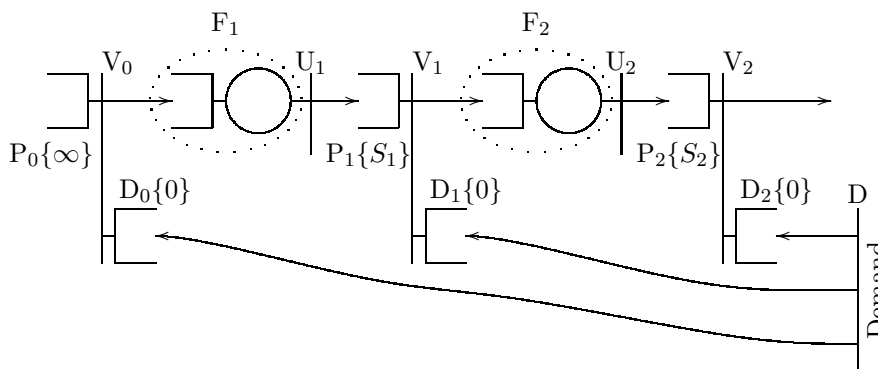 F₁ F₂
V₀ U₁ V₁ U₂ V₂
P₀{∞} P₁{S₁} P₂{S₂}
D₀{0} D₁{0} D₂{0} D
Demand